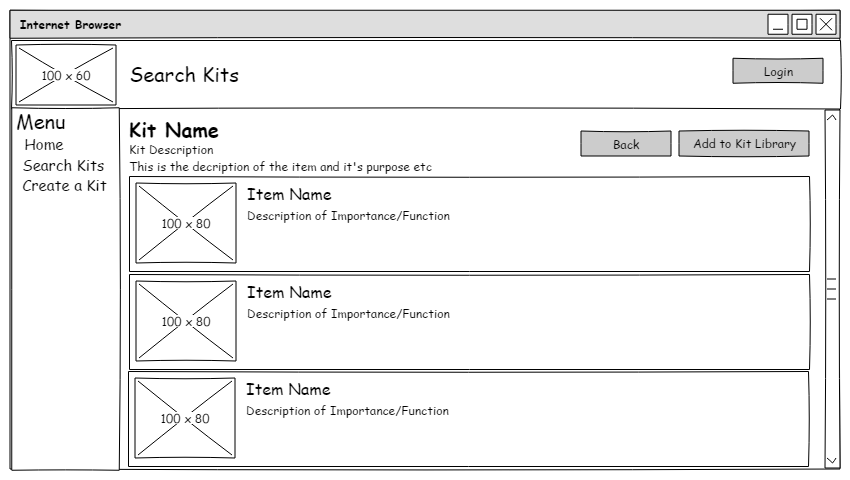 Internet Browser
100 x 60
Search Kits
Login
Menu
Home
Search Kits
Create a Kit
Kit Name
Kit Description
This is the decription of the item and it's purpose etc
Back
Add to Kit Library
100 x 80
Item Name
Description of Importance/Function
100 x 80
Item Name
Description of Importance/Function
100 x 80
Item Name
Description of Importance/Function